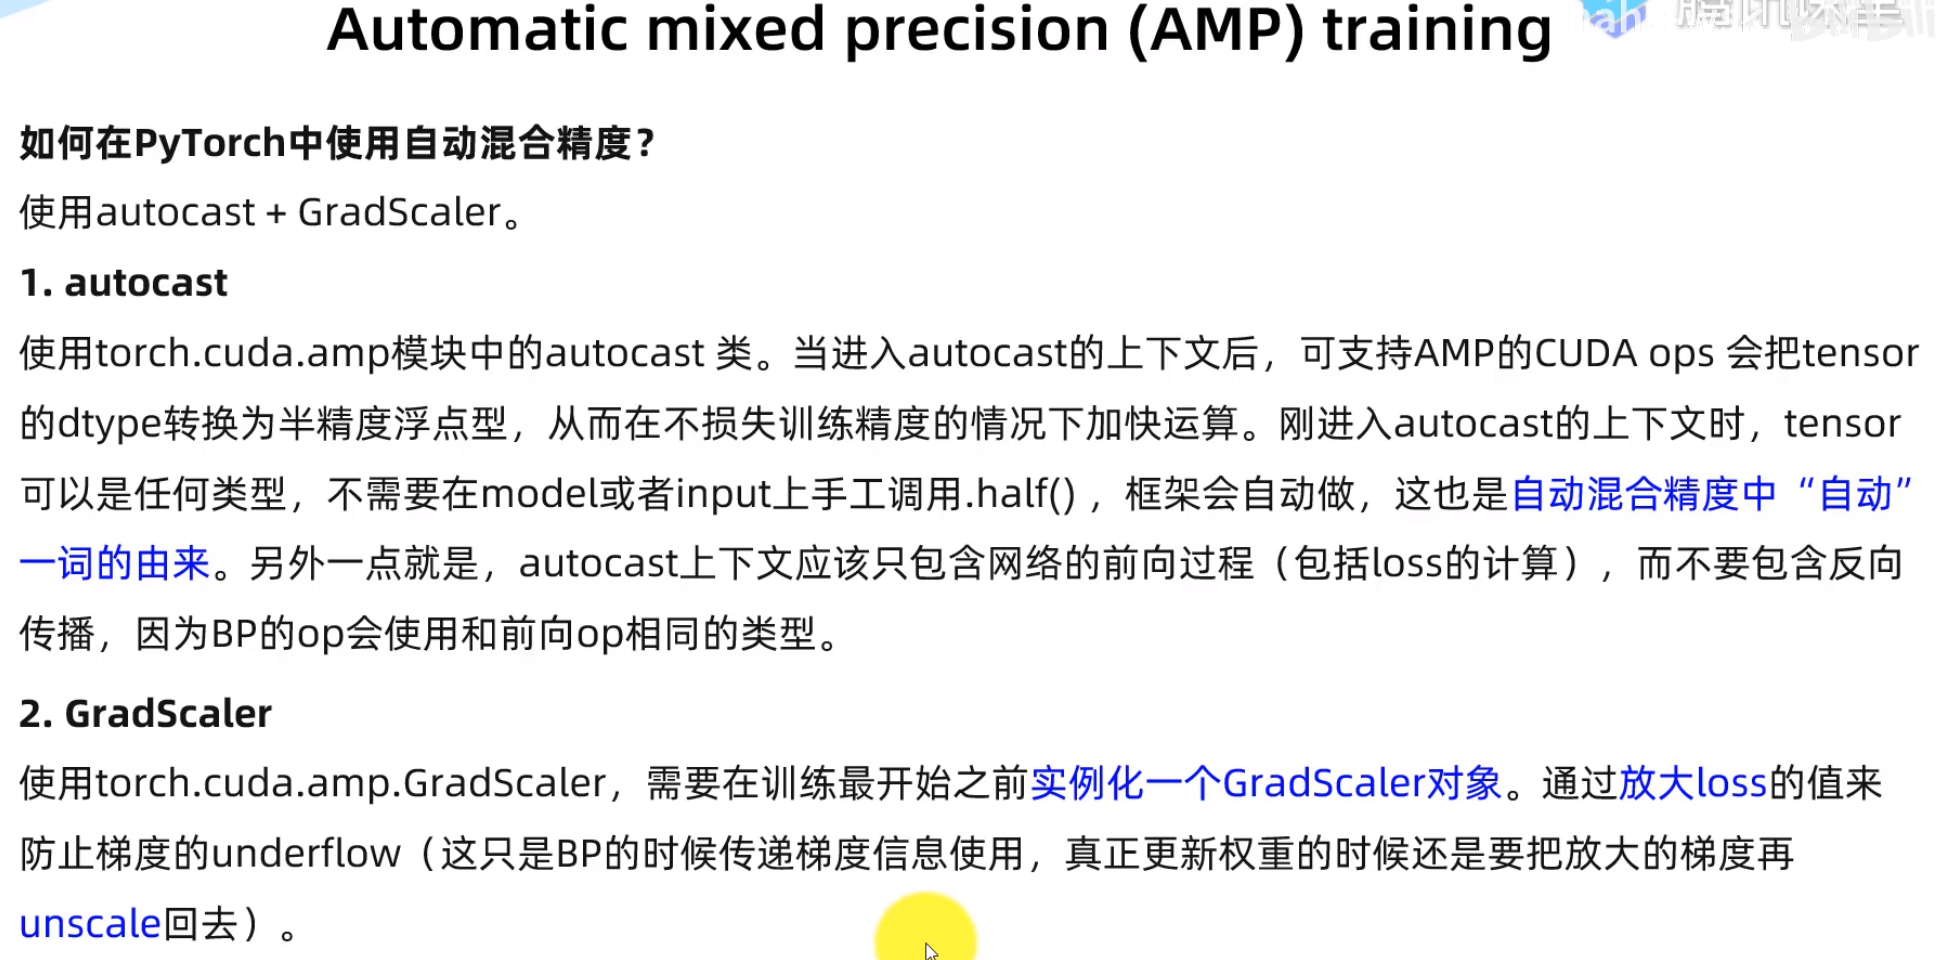 Automatic mixed precision (AMP) training
如何在PyTorch中使用自动混合精度？
使用autocast + GradScaler。
1. autocast
使用torch.cuda.amp模块中的autocast 类。当进入autocast的上下文后，可支持AMP的CUDA ops 会把tensor
的dtype转换为半精度浮点型，从而在不损失训练精度的情况下加快运算。刚进入autocast的上下文时，tensor
可以是任何类型，不需要在model或者input上手工调用.half() ，框架会自动做，这也是自动混合精度中“自动”
一词的由来。另外一点就是，autocast上下文应该只包含网络的前向过程（包括loss的计算），而不要包含反向
传播，因为BP的op会使用和前向op相同的类型。
2. GradScaler
使用torch.cuda.amp.GradScaler，需要在训练最开始之前实例化一个GradScaler对象。通过放大loss的值来
防止梯度的underflow（这只是BP的时候传递梯度信息使用，真正更新权重的时候还是要把放大的梯度再
unscale回去）。